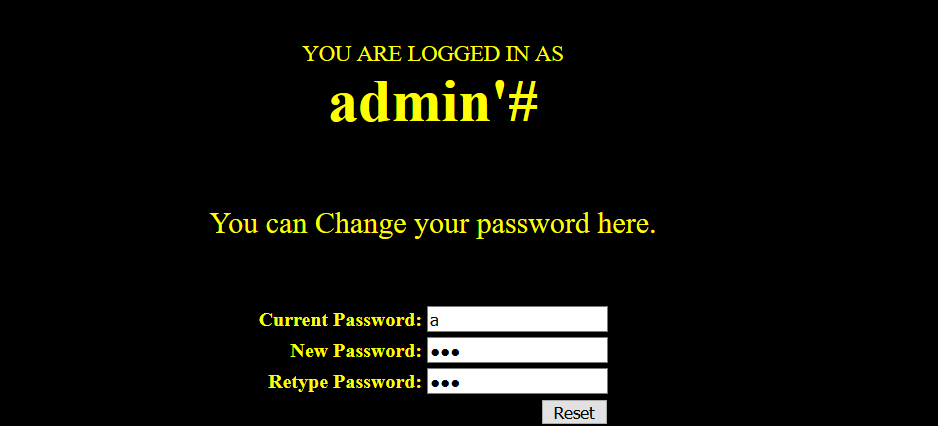 YOU ARE LOGGED IN AS
admin'#
You can Change your password here.
Current Password: a
New Password: •••
Retype Password: •••
Reset